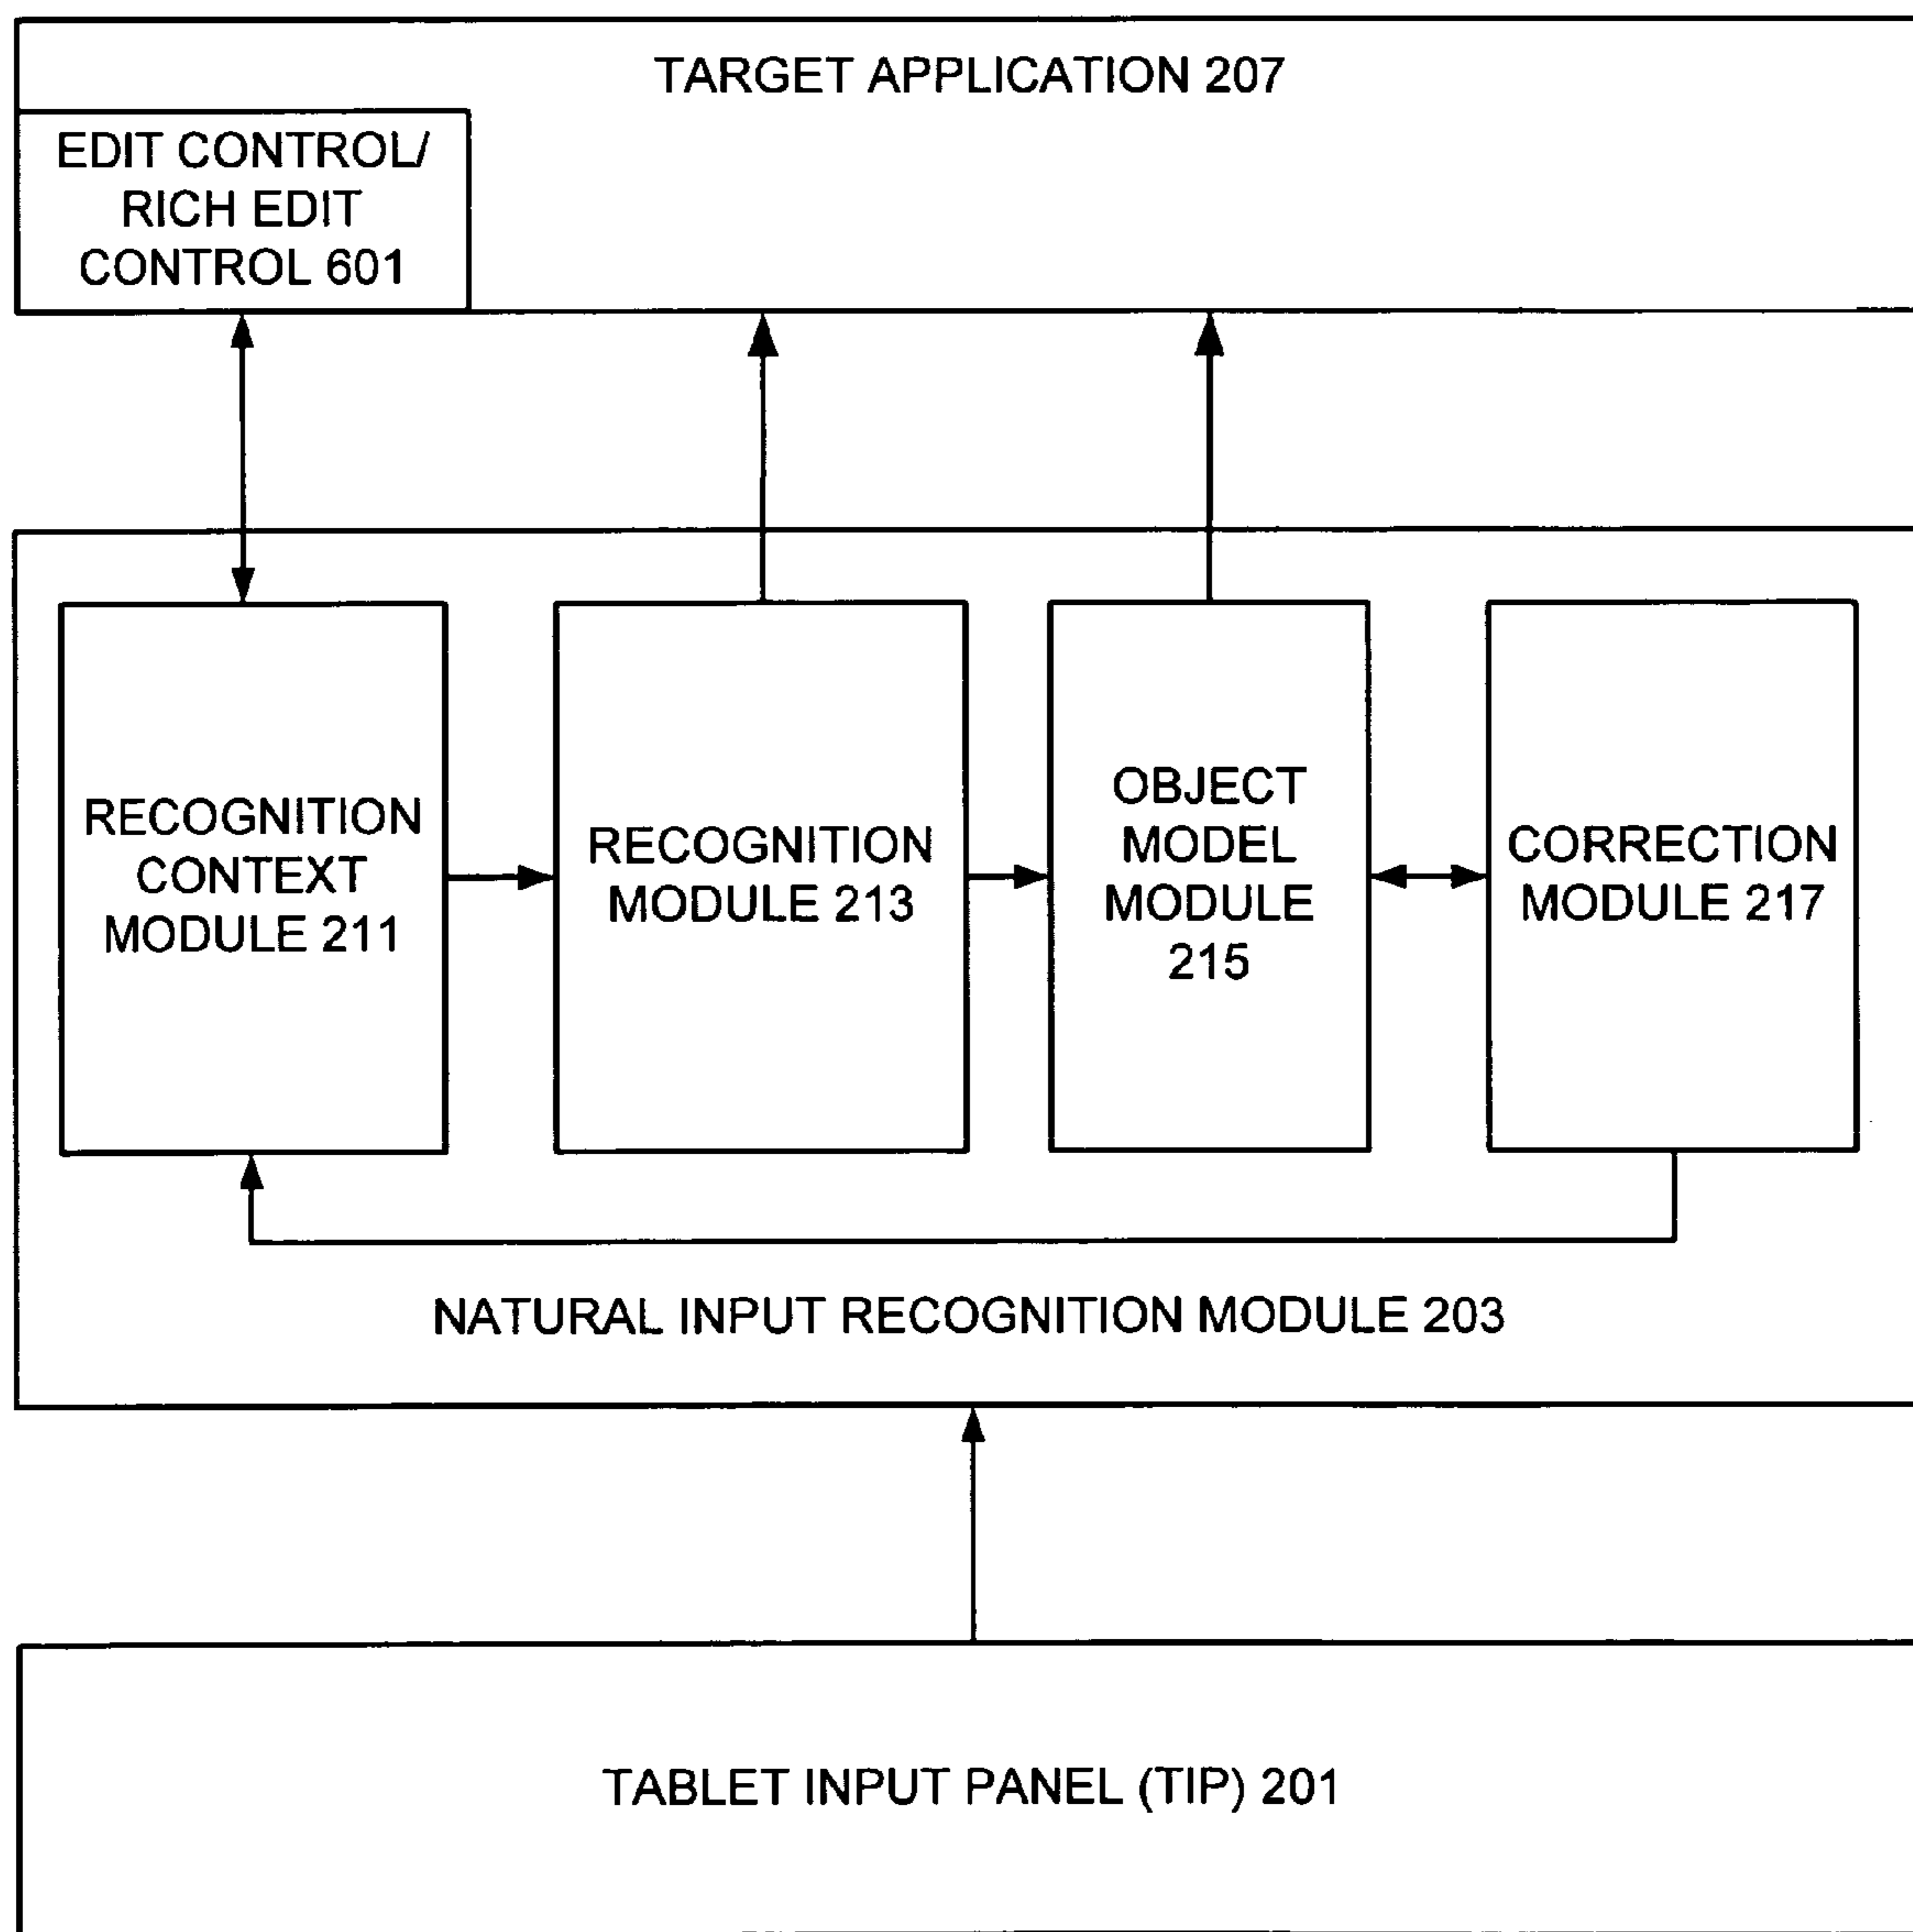 TARGET APPLICATION 207
EDIT CONTROL/
RICH EDIT
CONTROL 601
RECOGNITION
CONTEXT
MODULE 211
RECOGNITION
MODULE 213
OBJECT
MODEL
MODULE
215
CORRECTION
MODULE 217
NATURAL INPUT RECOGNITION MODULE 203
TABLET INPUT PANEL (TIP) 201